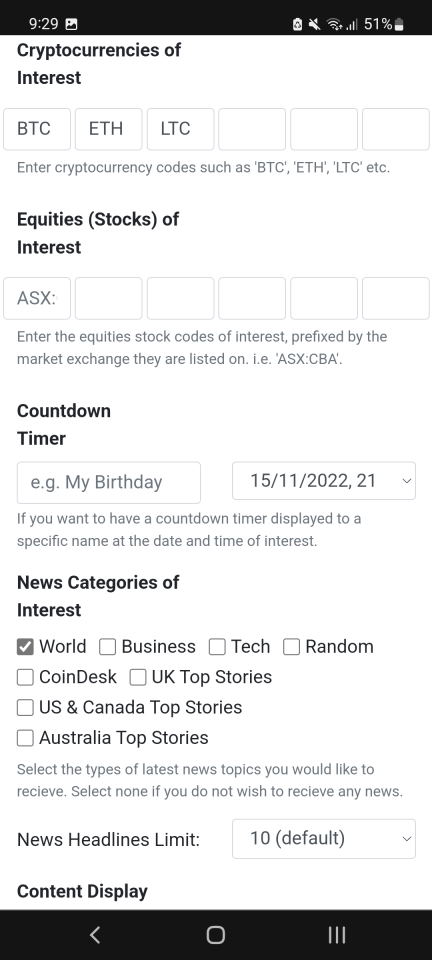 9:29 51%
Cryptocurrencies of
Interest
BTC ETH LTC
Enter cryptocurrency codes such as 'BTC', 'ETH', 'LTC' etc.
Equities (Stocks) of
Interest
ASX:
Enter the equities stock codes of interest, prefixed by the
market exchange they are listed on. i.e. 'ASX:CBA'.
Countdown
Timer
e.g. My Birthday 15/11/2022, 21
If you want to have a countdown timer displayed to a
specific name at the date and time of interest.
News Categories of
Interest
World Business Tech Random
CoinDesk UK Top Stories
US & Canada Top Stories
Australia Top Stories
Select the types of latest news topics you would like to
recieve. Select none if you do not wish to recieve any news.
News Headlines Limit: 10 (default)
Content Display